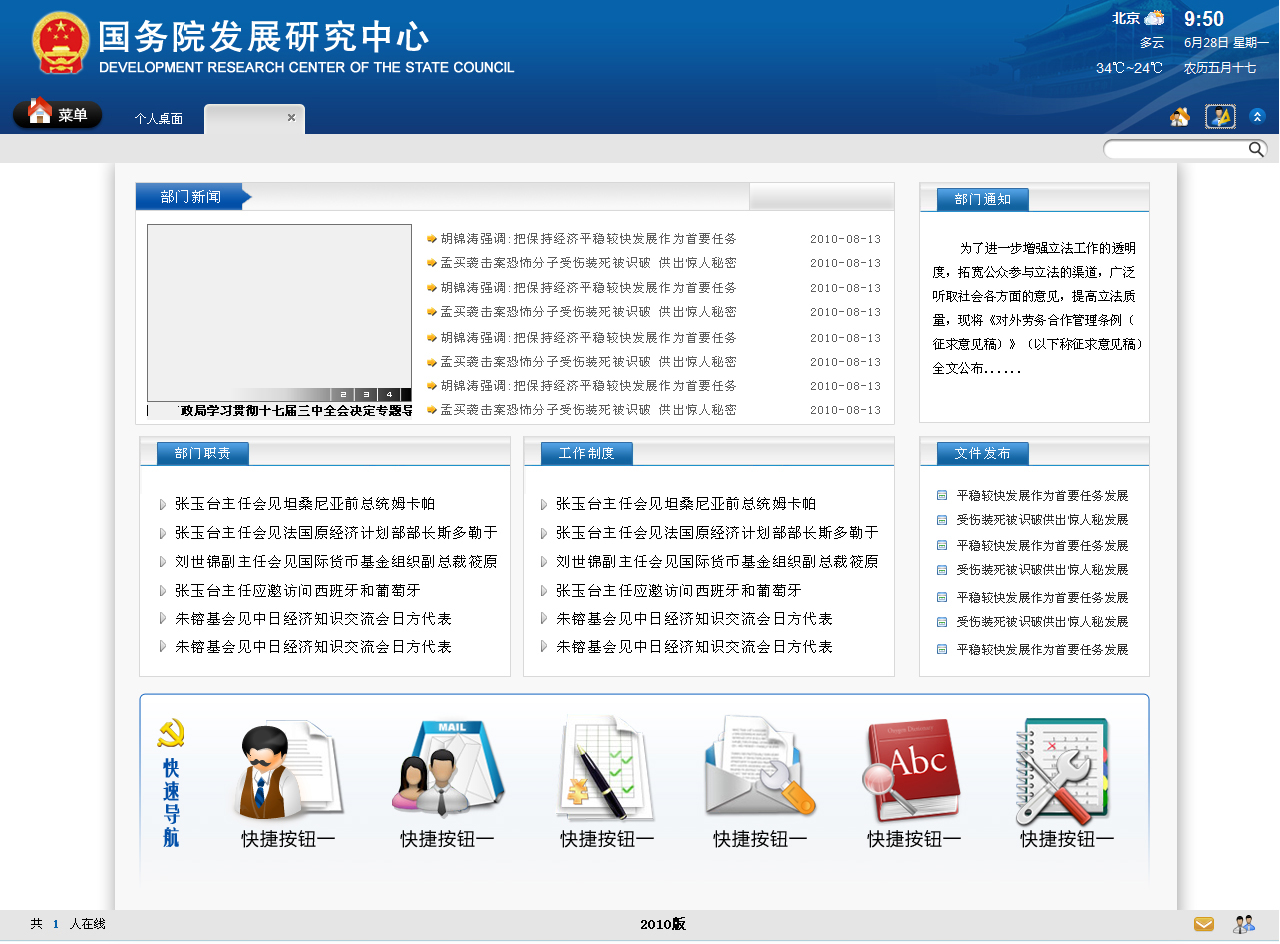 国务院发展研究中心
DEVELOPMENT RESEARCH CENTER OF THE STATE COUNCIL
北京 9:50
多云 6月28日 星期一
34℃~24℃ 农历五月十七
菜单 个人桌面
部门新闻
胡锦涛强调:把保持经济平稳较快发展作为首要任务 2010-08-13
孟买袭击案恐怖分子受伤装死被识破 供出惊人秘密 2010-08-13
胡锦涛强调:把保持经济平稳较快发展作为首要任务 2010-08-13
孟买袭击案恐怖分子受伤装死被识破 供出惊人秘密 2010-08-13
胡锦涛强调:把保持经济平稳较快发展作为首要任务 2010-08-13
孟买袭击案恐怖分子受伤装死被识破 供出惊人秘密 2010-08-13
胡锦涛强调:把保持经济平稳较快发展作为首要任务 2010-08-13
孟买袭击案恐怖分子受伤装死被识破 供出惊人秘密 2010-08-13
2 3 4
政局学习贯彻十七届三中全会决定专题导
部门通知
为了进一步增强立法工作的透明
度，拓宽公众参与立法的渠道，广泛
听取社会各方面的意见，提高立法质
量，现将《对外劳务合作管理条例（
征求意见稿）》（以下称征求意见稿）
全文公布......
部门职责
张玉台主任会见坦桑尼亚前总统姆卡帕
张玉台主任会见法国原经济计划部部长斯多勒于
刘世锦副主任会见国际货币基金组织副总裁筱原
张玉台主任应邀访问西班牙和葡萄牙
朱镕基会见中日经济知识交流会日方代表
朱镕基会见中日经济知识交流会日方代表
工作制度
张玉台主任会见坦桑尼亚前总统姆卡帕
张玉台主任会见法国原经济计划部部长斯多勒于
刘世锦副主任会见国际货币基金组织副总裁筱原
张玉台主任应邀访问西班牙和葡萄牙
朱镕基会见中日经济知识交流会日方代表
朱镕基会见中日经济知识交流会日方代表
文件发布
平稳较快发展作为首要任务发展
受伤装死被识破供出惊人秘发展
平稳较快发展作为首要任务发展
受伤装死被识破供出惊人秘发展
平稳较快发展作为首要任务发展
受伤装死被识破供出惊人秘发展
平稳较快发展作为首要任务发展
快速导航
MAIL
Abc
快捷按钮一 快捷按钮一 快捷按钮一 快捷按钮一 快捷按钮一 快捷按钮一
共 1 人在线
2010版